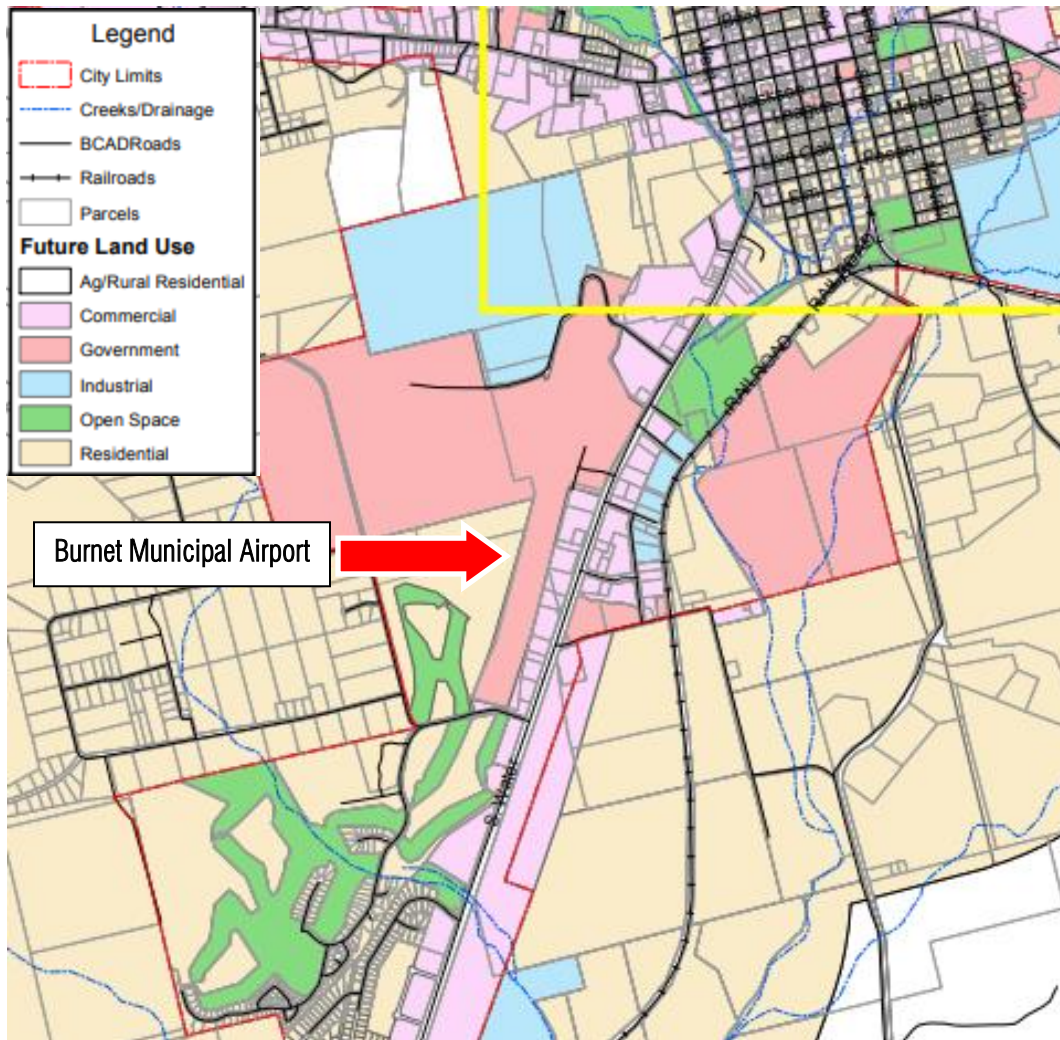 Legend
City Limits
Creeks/Drainage
BCADRoads
Railroads
Parcels
Future Land Use
Ag/Rural Residential
Commercial
Government
Industrial
Open Space
Residential
RAILROAD
RAILROAD
Burnet Municipal Airport
S. Water